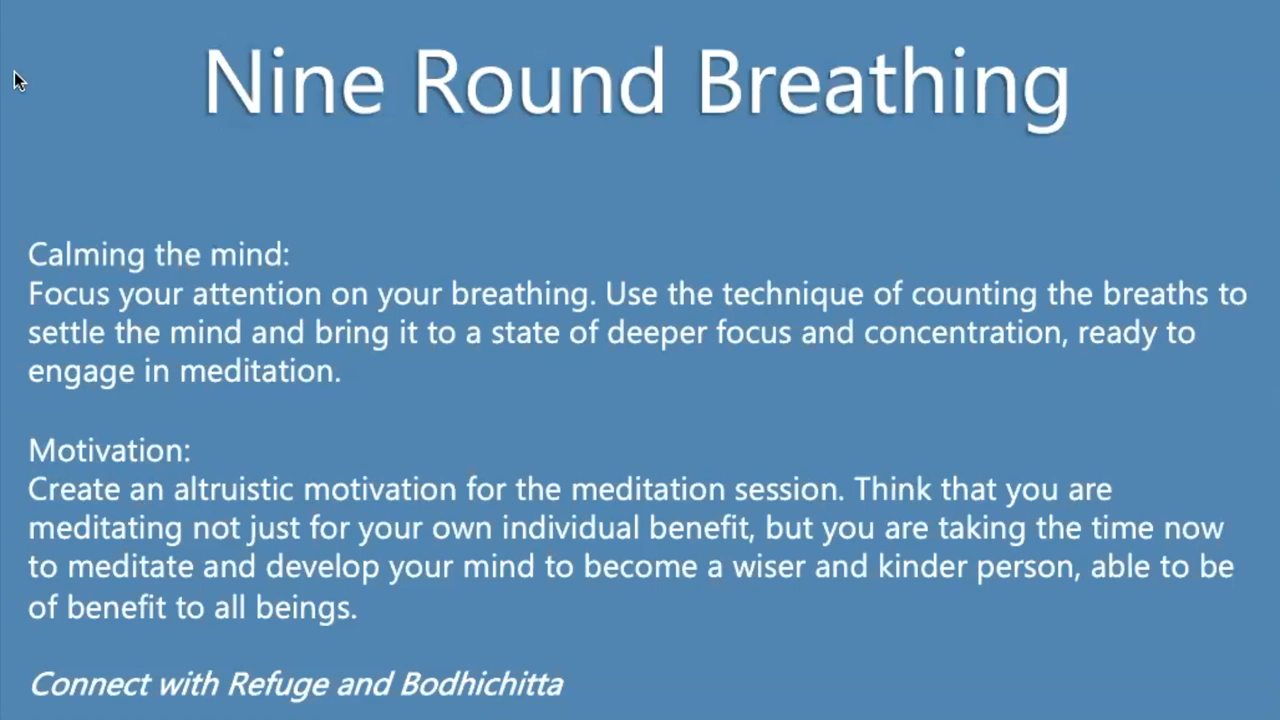 Nine Round Breathing
Calming the mind:
Focus your attention on your breathing. Use the technique of counting the breaths to
settle the mind and bring it to a state of deeper focus and concentration, ready to
engage in meditation.
Motivation:
Create an altruistic motivation for the meditation session. Think that you are
meditating not just for your own individual benefit, but you are taking the time now
to meditate and develop your mind to become a wiser and kinder person, able to be
of benefit to all beings.
Connect with Refuge and Bodhichitta